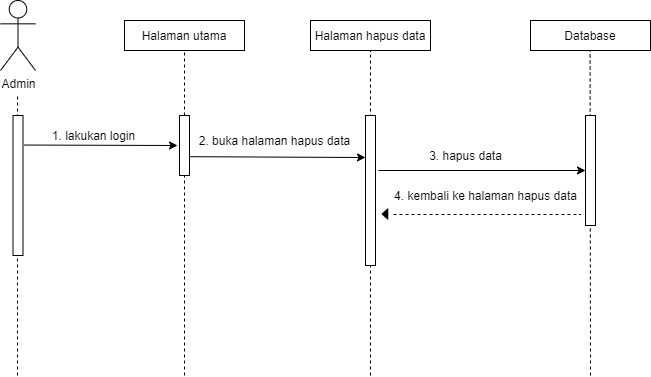 Halaman utama
Halaman hapus data
Database
Admin
1. lakukan login
2. buka halaman hapus data
3. hapus data
4. kembali ke halaman hapus data